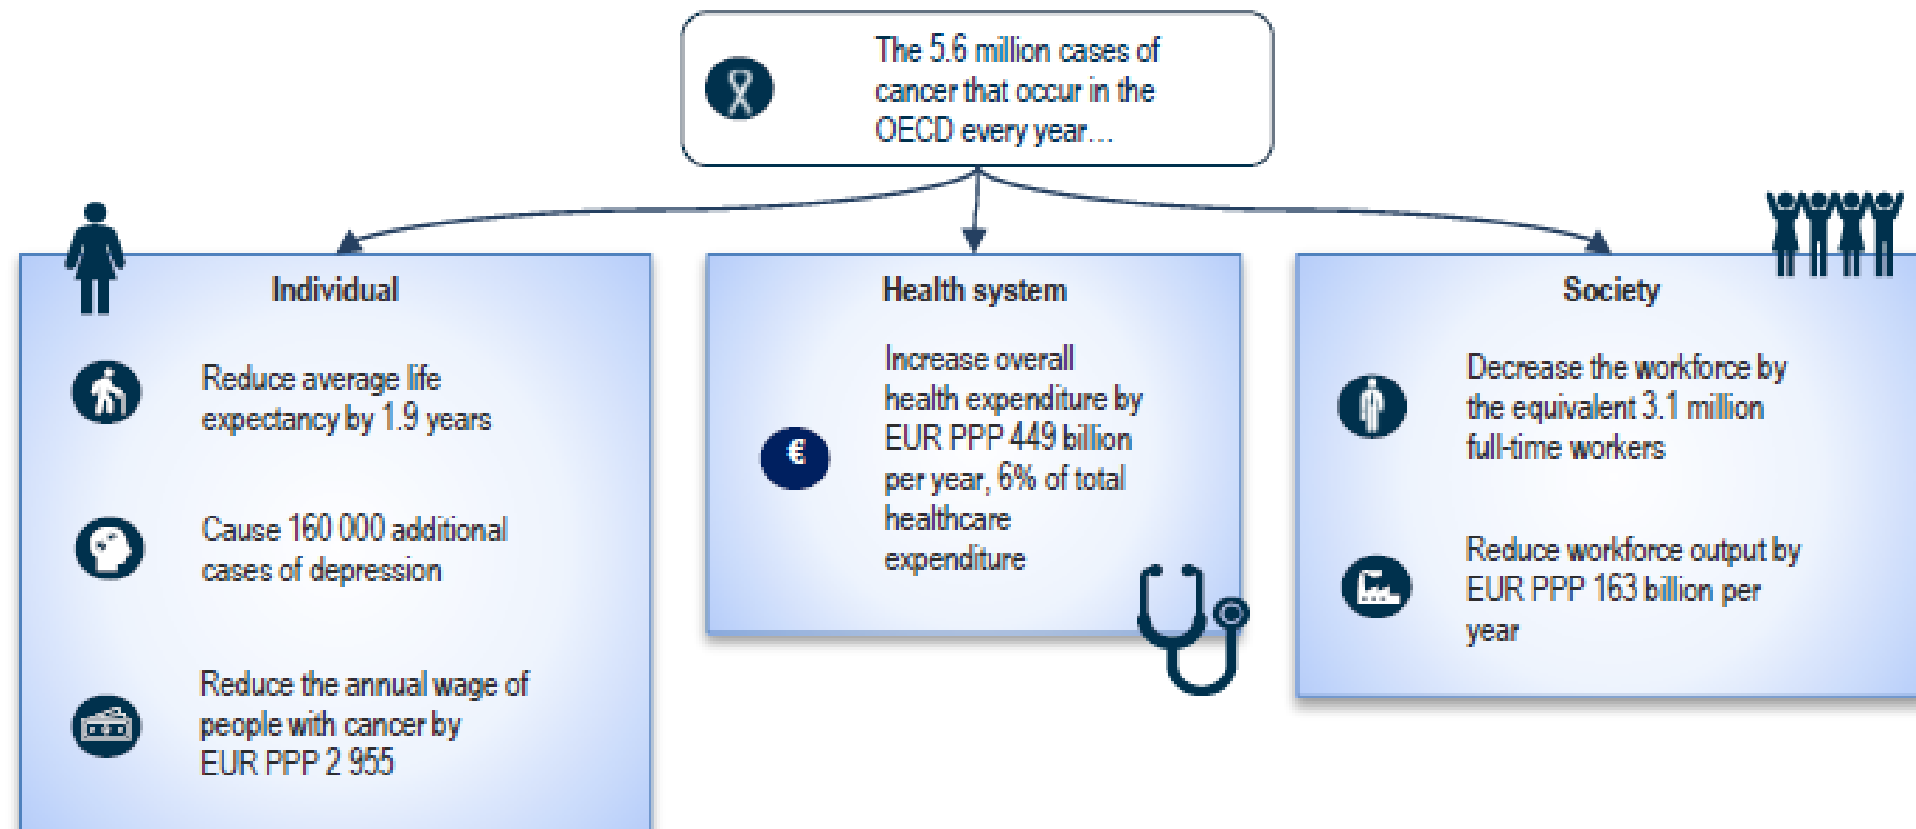 The 5.6 million cases of
cancer that occur in the
OECD every year...
Individual
Reduce average life
expectancy by 1.9 years
Cause 160 000 additional
cases of depression
Reduce the annual wage of
people with cancer by
EUR PPP 2 955
Health system
€
Increase overall
health expenditure by
EUR PPP 449 billion
per year, 6% of total
healthcare
expenditure
Society
Decrease the workforce by
the equivalent 3.1 million
full-time workers
Reduce workforce output by
EUR PPP 163 billion per
year